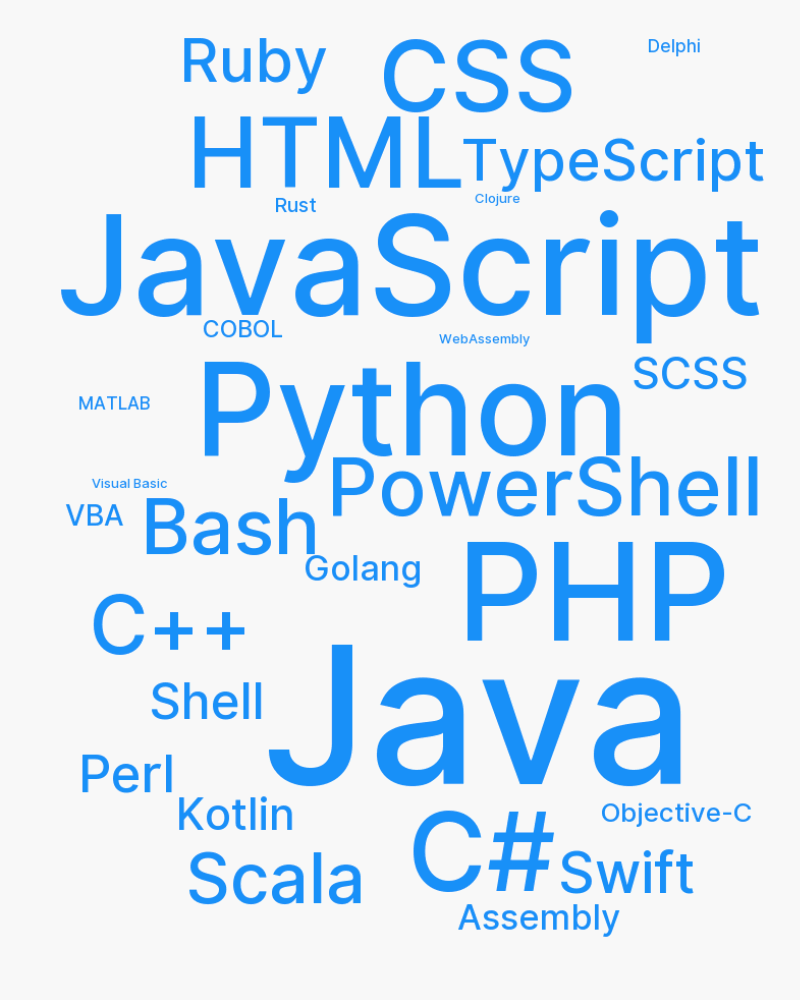 Ruby
CSS
Delphi
HTML
TypeScript
Rust
Clojure
JavaScript
COBOL
WebAssembly
SCSS
Python
MATLAB
PowerShell
Visual Basic
VBA
Bash
Golang
PHP
C++
Java
Shell
Perl
Kotlin
Objective-C
C#
Swift
Scala
Assembly